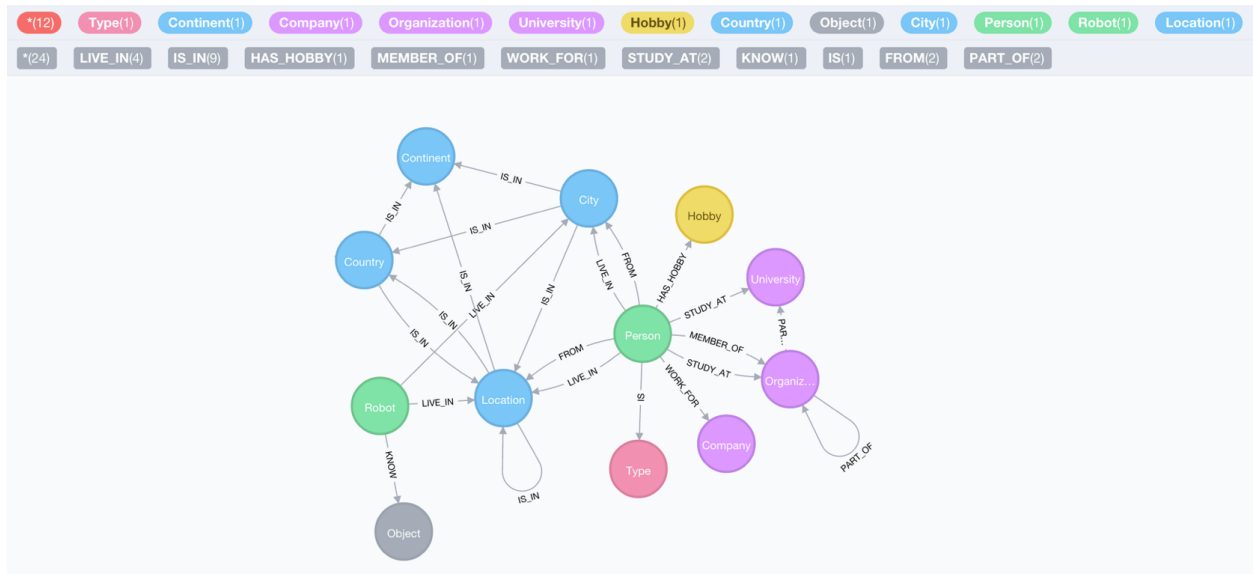 *(12) Type(1) Continent(1) Company(1) Organization(1) University(1) Hobby(1) Country(1) Object(1) City(1) Person(1) Robot(1) Location(1)
*(24) LIVE_IN(4) IS_IN(9) HAS_HOBBY(1) MEMBER_OF(1) WORK_FOR(1) STUDY_AT(2) KNOW(1) IS(1) FROM(2) PART_OF(2)
Continent
IS_IN
City
Hobby
IS_IN
IS_IN
Country
LIVE_IN
FROM
HAS_HOBBY
University
IS_IN
LIVE_IN
IS_IN
STUDY_AT
IS_IN
IS_IN
Person
PAR...
MEMBER_OF
FROM
STUDY_AT
LIVE_IN
WORK_FOR
Organiz...
IS
Robot
LIVE_IN
Location
Company
PART_OF
KNOW
Type
IS_IN
Object